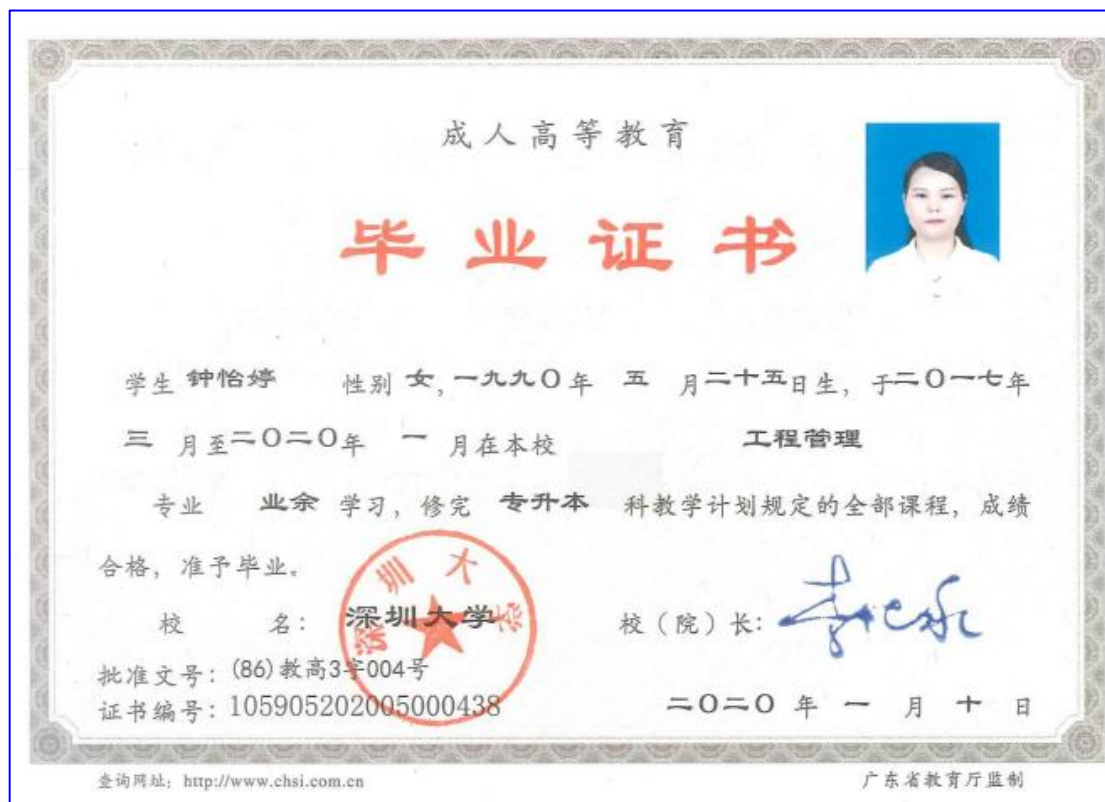 成人高等教育
毕业证书
学生 钟怡婷 性别 女，一九九〇年 五 月二十五日生，于二〇一七年
三 月至二〇二〇年 一 月在本校 工程管理
专业 业余 学习，修完 专升本 科教学计划规定的全部课程，成绩
合格，准予毕业。
深圳大学
校 名：深圳大学 校（院）长：
批准文号：(86)教高3字004号
证书编号：105905202005000438 二〇二〇 年 一 月 十 日
查询网址：http://www.chsi.com.cn 广东省教育厅监制